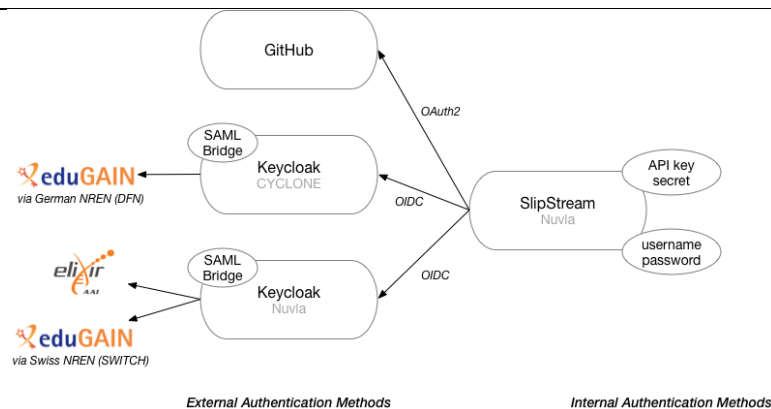 GitHub
OAuth2
SAML
Bridge
Keycloak
CYCLONE
eduGAIN
via German NREN (DFN)
OIDC
API key
secret
SlipStream
Nuvla
username
password
elixir
AAI
SAML
Bridge
Keycloak
Nuvla
OIDC
eduGAIN
via Swiss NREN (SWITCH)
External Authentication Methods
Internal Authentication Methods